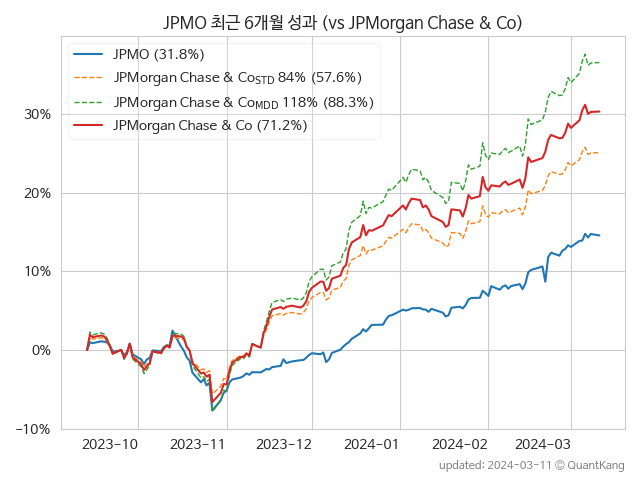 JPMO 최근 6개월 성과 (vs JPMorgan Chase & Co)
JPMO (31.8%)
JPMorgan Chase & CoSTD 84% (57.6%)
JPMorgan Chase & CoMDD 118% (88.3%)
JPMorgan Chase & Co (71.2%)
30%
20%
10%
0%
−10%
2023−10 2023−11 2023−12 2024−01 2024−02 2024−03
updated: 2024−03−11 © QuantKang